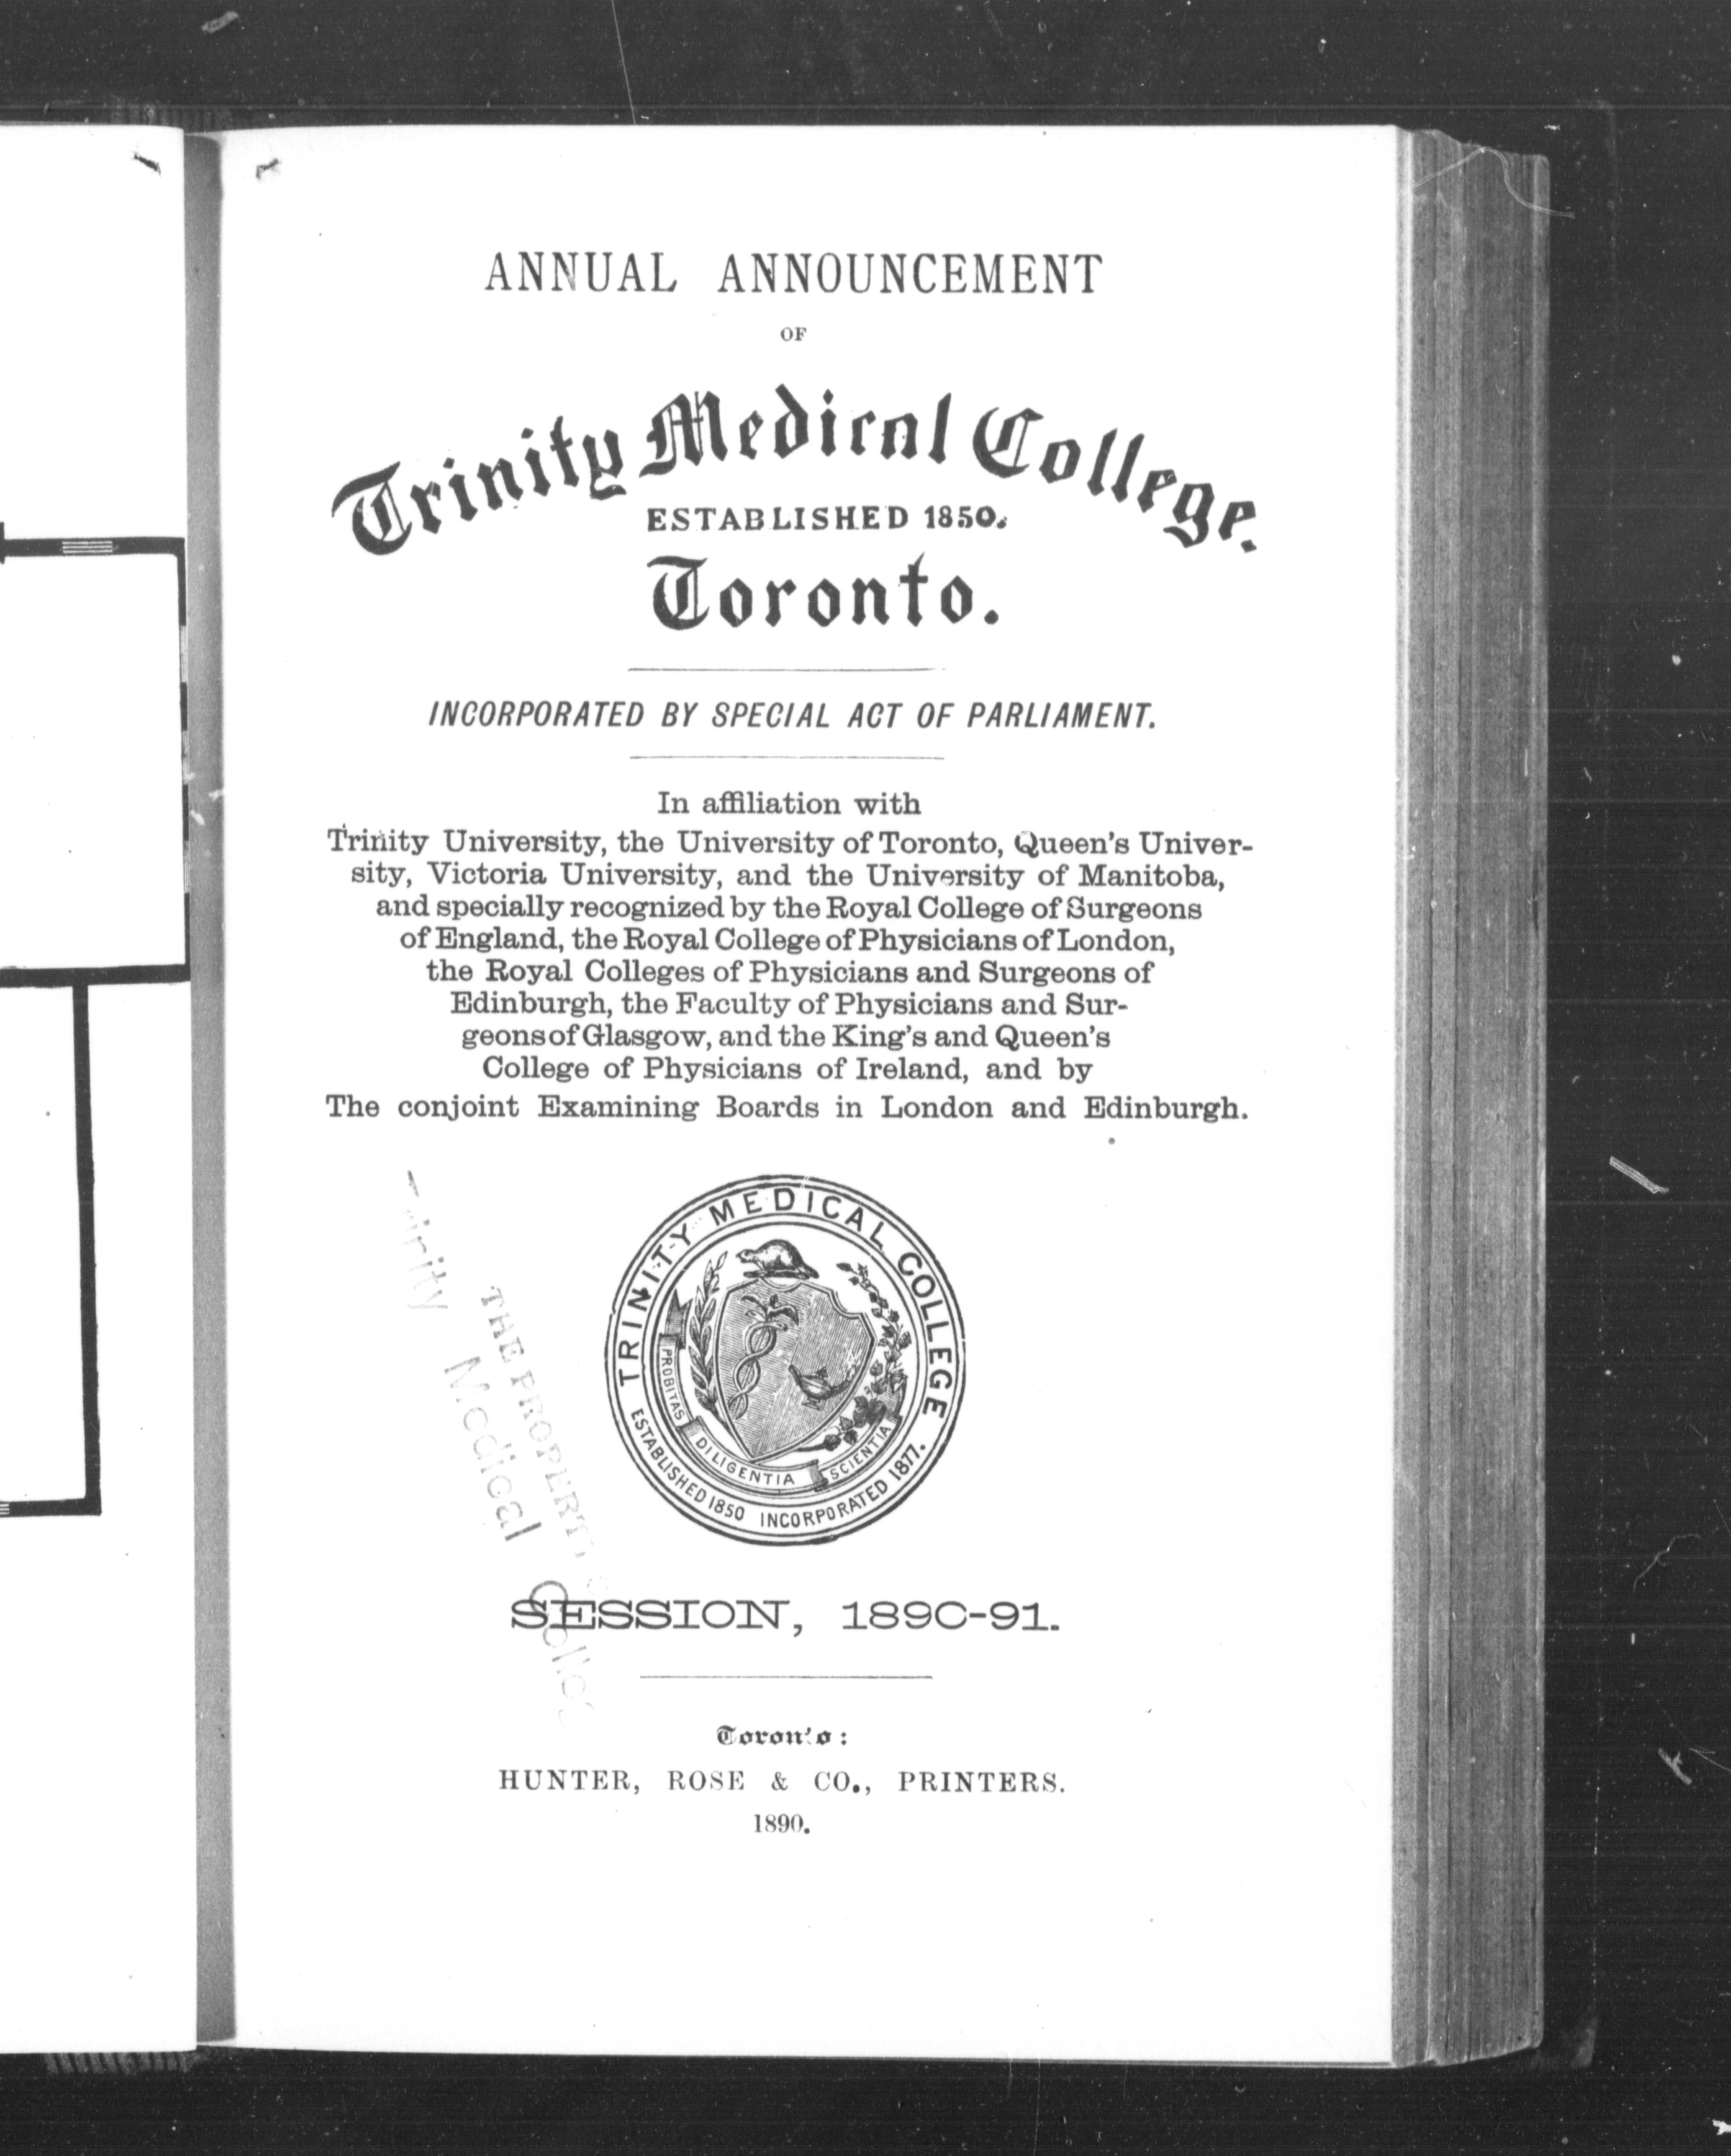 ANNUAL ANNOUNCEMENT
OF
Trinity Medical College.
ESTABLISHED 1850.
Toronto.
INCORPORATED BY SPECIAL ACT OF PARLIAMENT.
In affiliation with
Trinity University, the University of Toronto, Queen's Univer-
sity, Victoria University, and the University of Manitoba,
and specially recognized by the Royal College of Surgeons
of England, the Royal College of Physicians of London,
the Royal Colleges of Physicians and Surgeons of
Edinburgh, the Faculty of Physicians and Sur-
geons of Glasgow, and the King's and Queen's
College of Physicians of Ireland, and by
The conjoint Examining Boards in London and Edinburgh.
TRINITY MEDICAL COLLEGE
PROBITAS
DILIGENTIA
SCIENTIA
ESTABLISHED 1850 INCORPORATED 1877.
THE
Medical
SESSION, 1890-91.
Toronto:
HUNTER, ROSE & CO., PRINTERS.
1890.